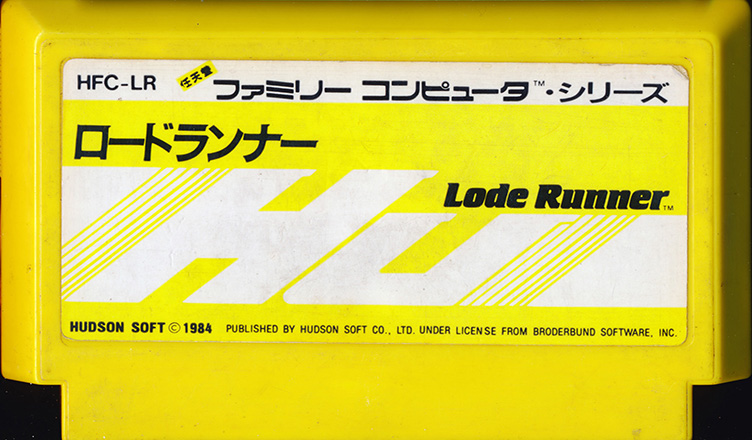 HFC-LR 任天堂 ファミリー コンピュータ™・シリーズ
ロードランナー
Lode Runner™
HU
HUDSON SOFT © 1984 PUBLISHED BY HUDSON SOFT CO., LTD. UNDER LICENSE FROM BRODERBUND SOFTWARE, INC.